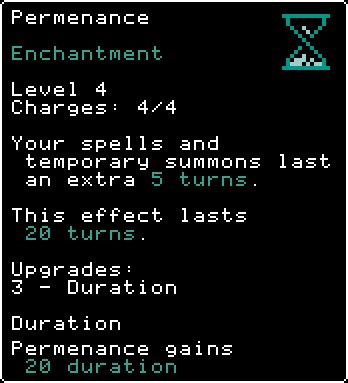 Permenance
Enchantment
Level 4
Charges: 4/4
Your spells and
temporary summons last
an extra 5 turns.
This effect lasts
20 turns.
Upgrades:
3 - Duration
Duration
Permenance gains
20 duration